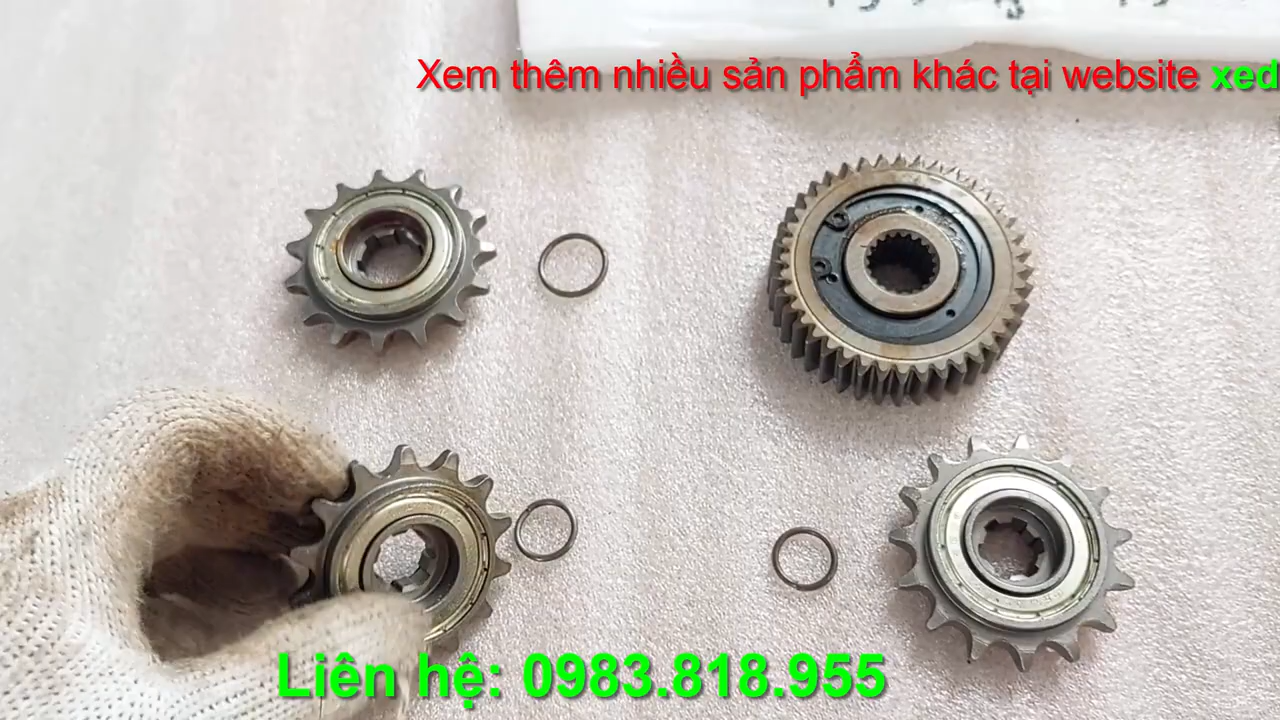 Xem thêm nhiều sản phẩm khác tại website xed
Liên hệ: 0983.818.955